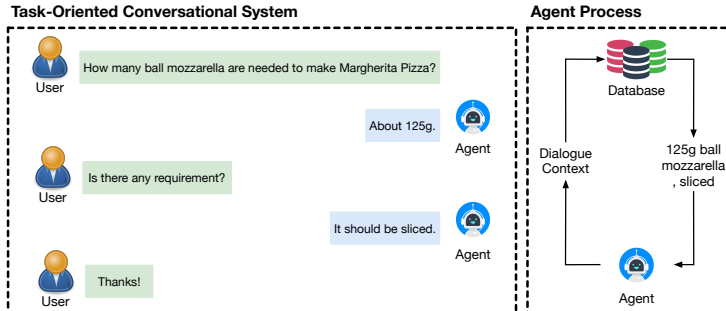 Task-Oriented Conversational System
User
How many ball mozzarella are needed to make Margherita Pizza?
About 125g.
Agent
User
Is there any requirement?
It should be sliced.
Agent
User
Thanks!
Agent Process
Database
Dialogue
Context
125g ball
mozzarella
, sliced
Agent